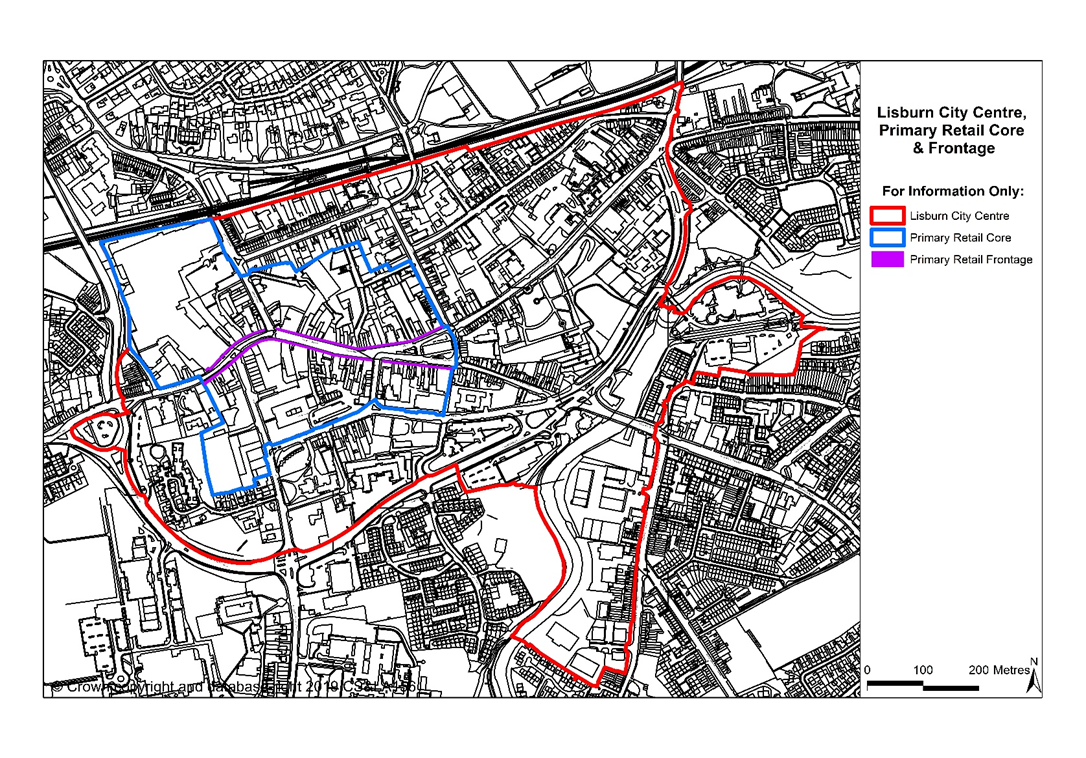 Lisburn City Centre,
Primary Retail Core
& Frontage
For Information Only:
Lisburn City Centre
Primary Retail Core
Primary Retail Frontage
0 100 200 Metres
N
© Crown copyright and database right